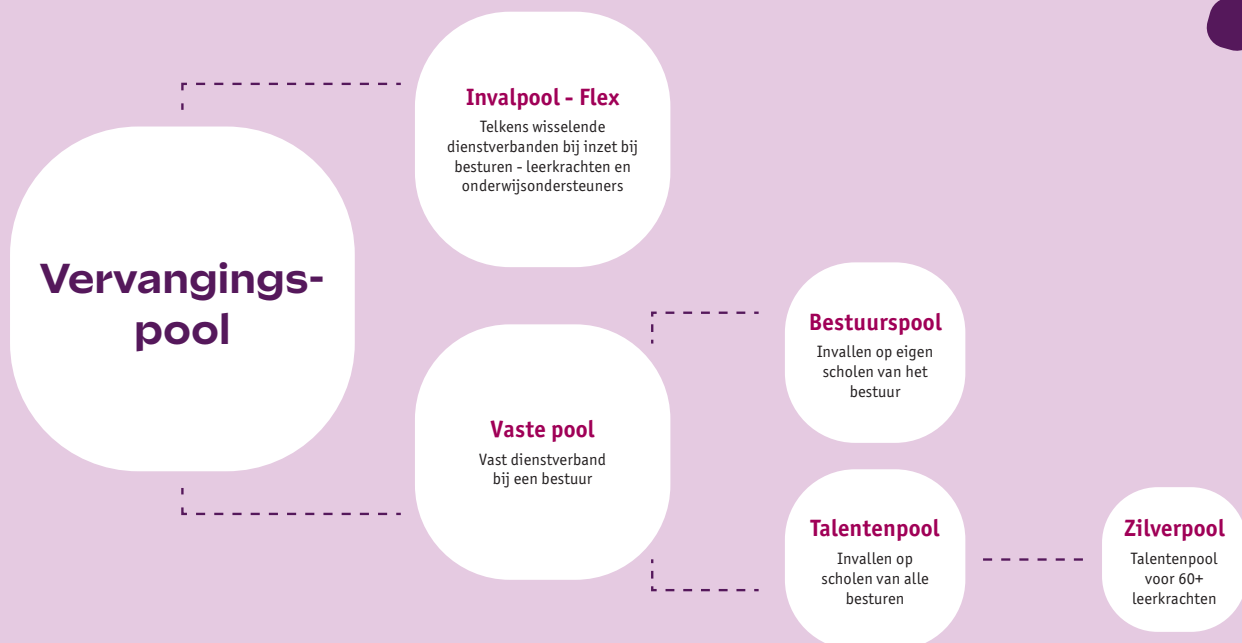 Vervangings-
pool
Invalpool - Flex
Telkens wisselende
dienstverbanden bij inzet bij
besturen - leerkrachten en
onderwijsondersteuners
Vaste pool
Vast dienstverband
bij een bestuur
Bestuurspool
Invallen op eigen
scholen van het
bestuur
Talentenpool
Invallen op
scholen van alle
besturen
Zilverpool
Talentenpool
voor 60+
leerkrachten